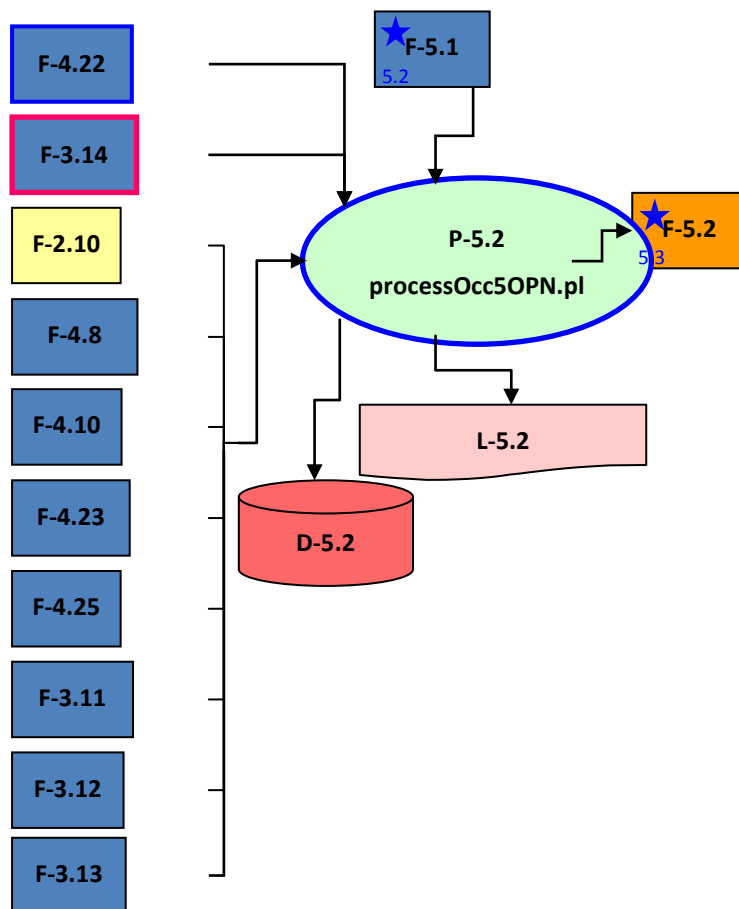 F-4.22
F-5.1
5.2
F-3.14
F-2.10
P-5.2
processOcc5OPN.pl
F-5.2
5.3
F-4.8
F-4.10
L-5.2
F-4.23
D-5.2
F-4.25
F-3.11
F-3.12
F-3.13